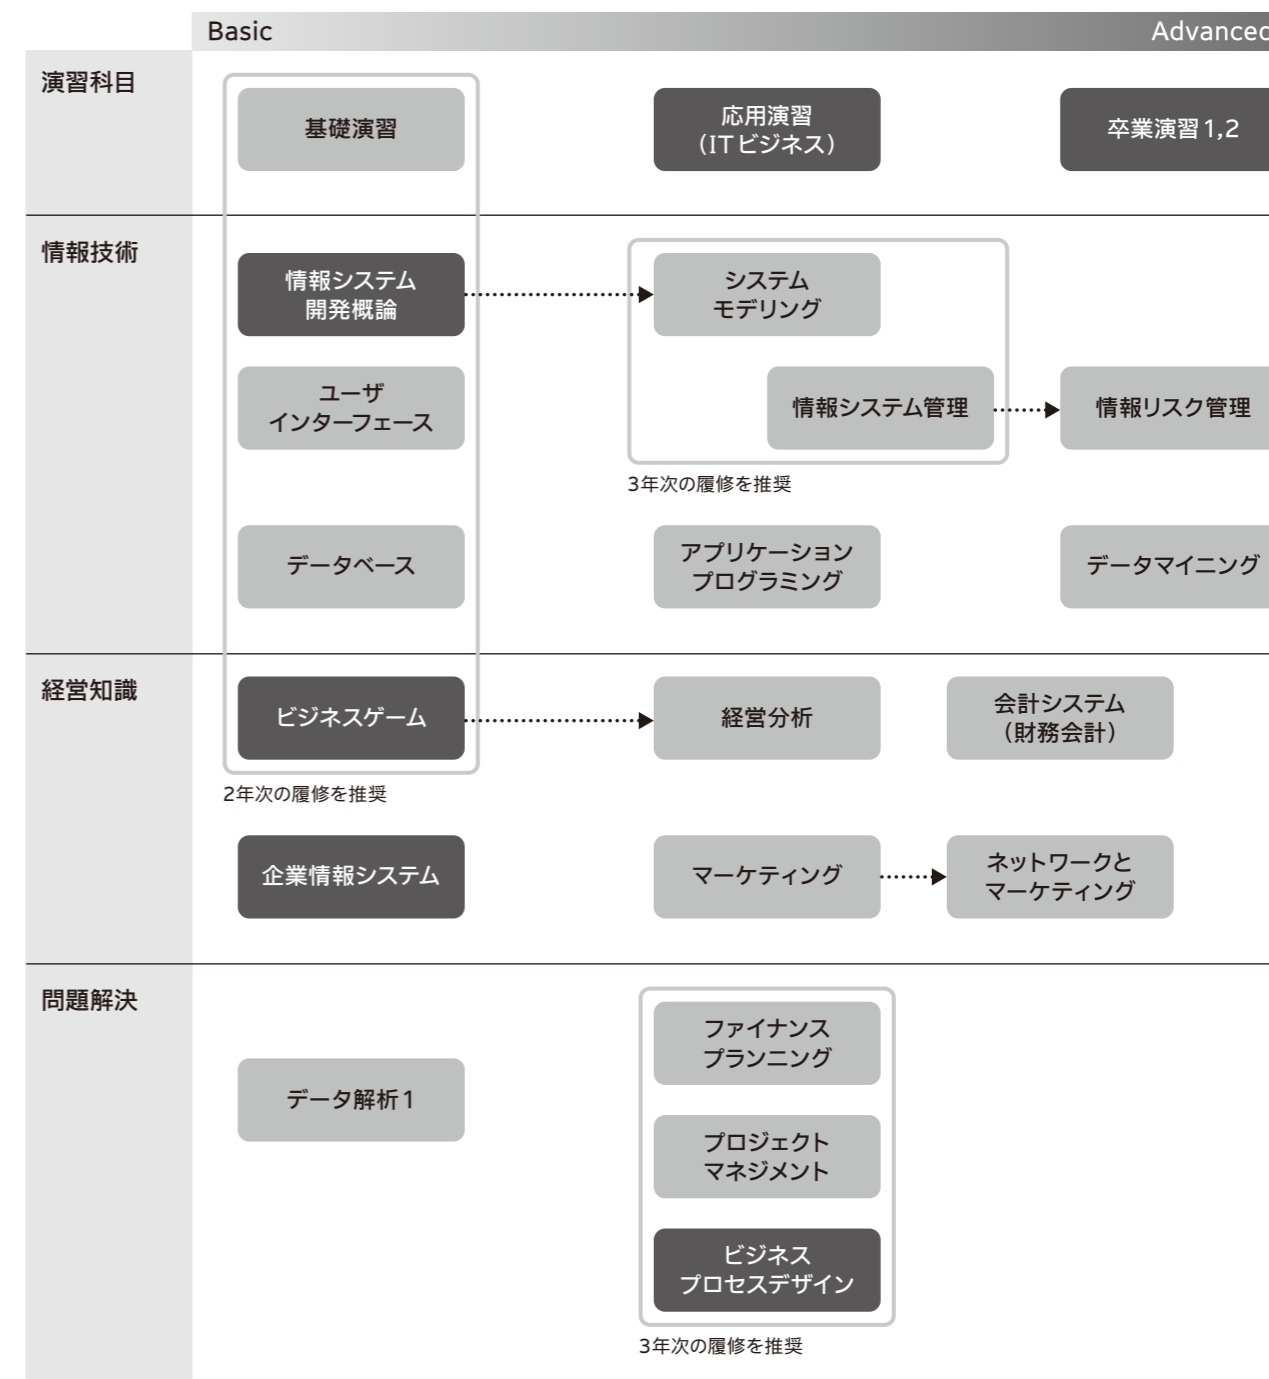 Basic
Advanced
演習科目
基礎演習
応用演習
（ITビジネス）
卒業演習1,2
情報技術
情報システム
開発概論
システム
モデリング
ユーザ
インターフェース
情報システム管理
情報リスク管理
3年次の履修を推奨
データベース
アプリケーション
プログラミング
データマイニング
経営知識
ビジネスゲーム
経営分析
会計システム
（財務会計）
2年次の履修を推奨
企業情報システム
マーケティング
ネットワークと
マーケティング
問題解決
データ解析1
ファイナンス
プランニング
プロジェクト
マネジメント
ビジネス
プロセスデザイン
3年次の履修を推奨